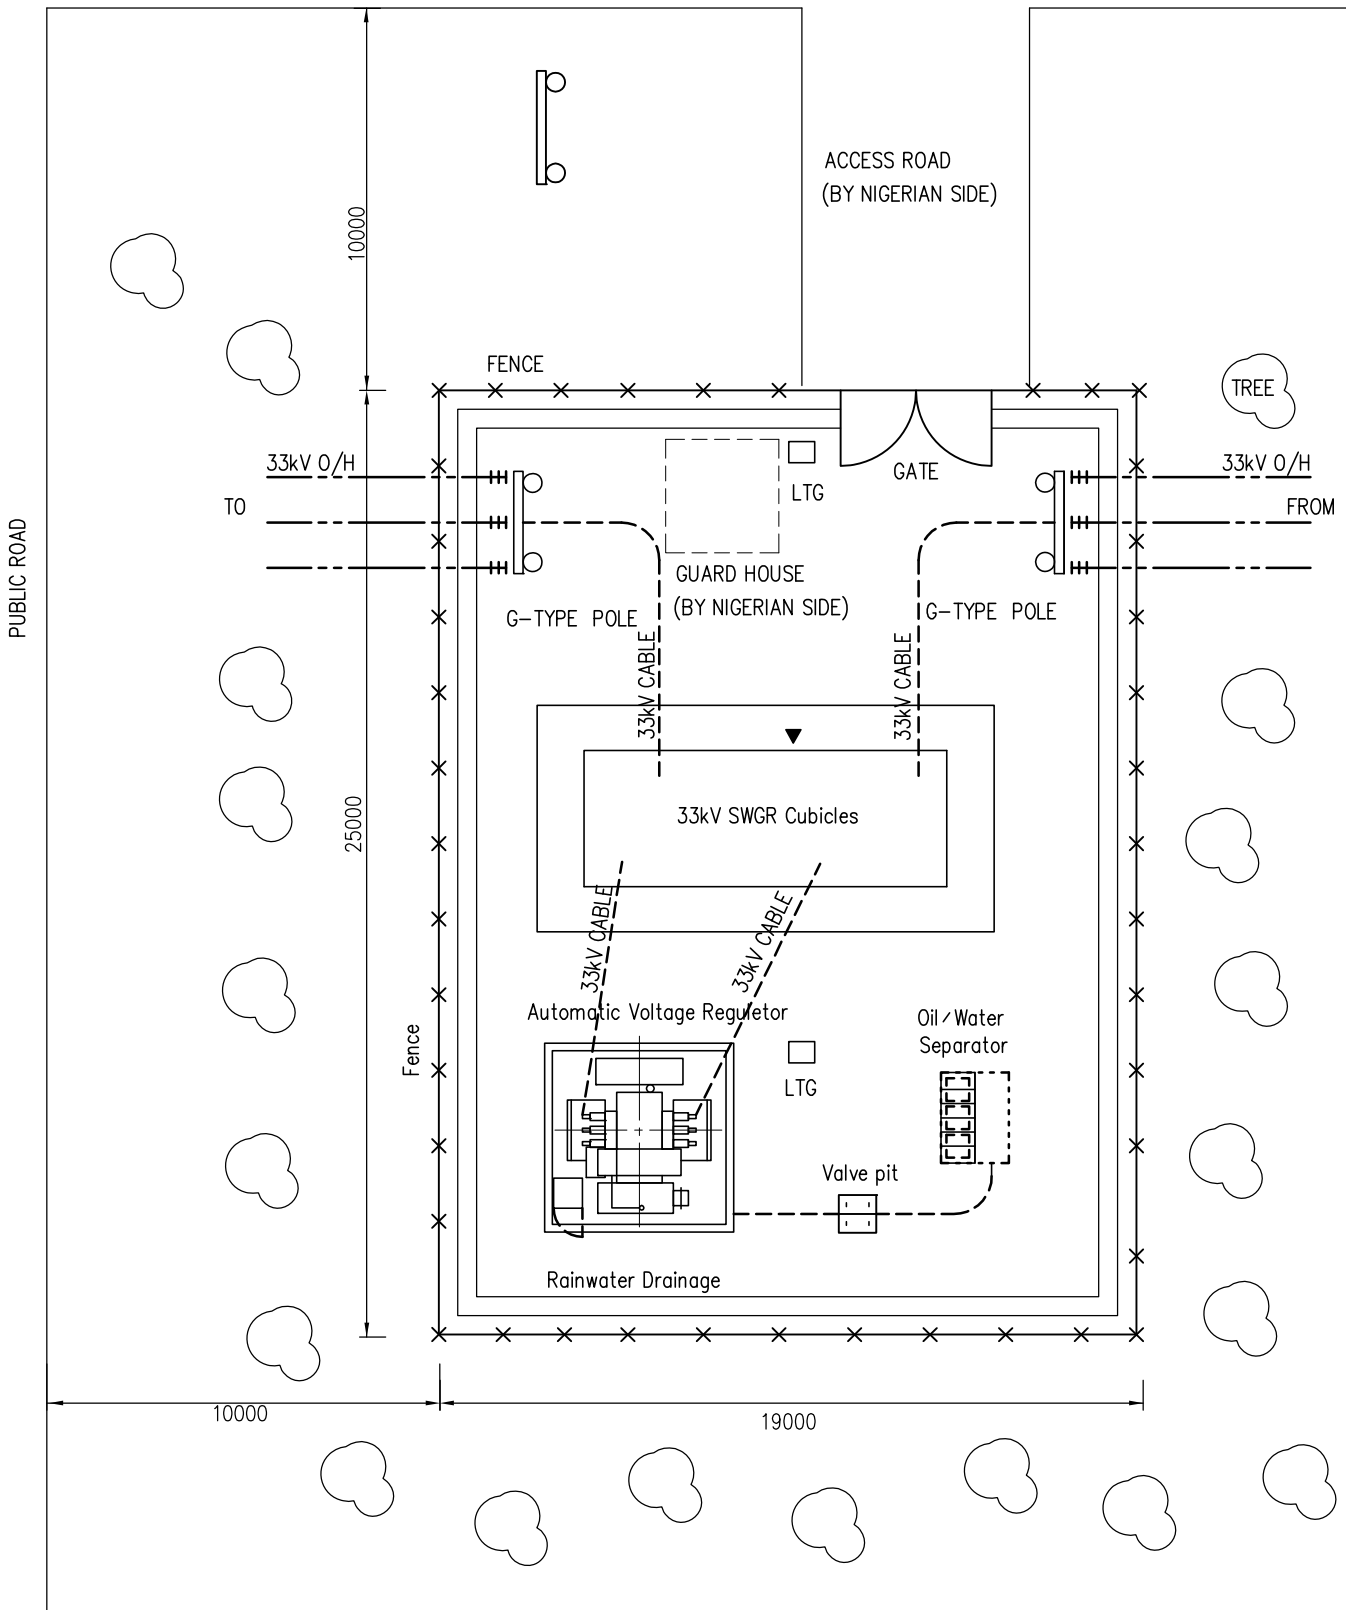 ACCESS ROAD
(BY NIGERIAN SIDE)
10000
FENCE
TREE
33kV O/H
GATE
33kV O/H
LTG
TO
FROM
PUBLIC ROAD
GUARD HOUSE
(BY NIGERIAN SIDE)
G-TYPE POLE
G-TYPE POLE
33kV CABLE
33kV CABLE
33kV SWGR Cubicles
25000
33kV CABLE
33kV CABLE
Automatic Voltage Reguletor
Oil/Water
Separator
Fence
LTG
Valve pit
Rainwater Drainage
10000
19000